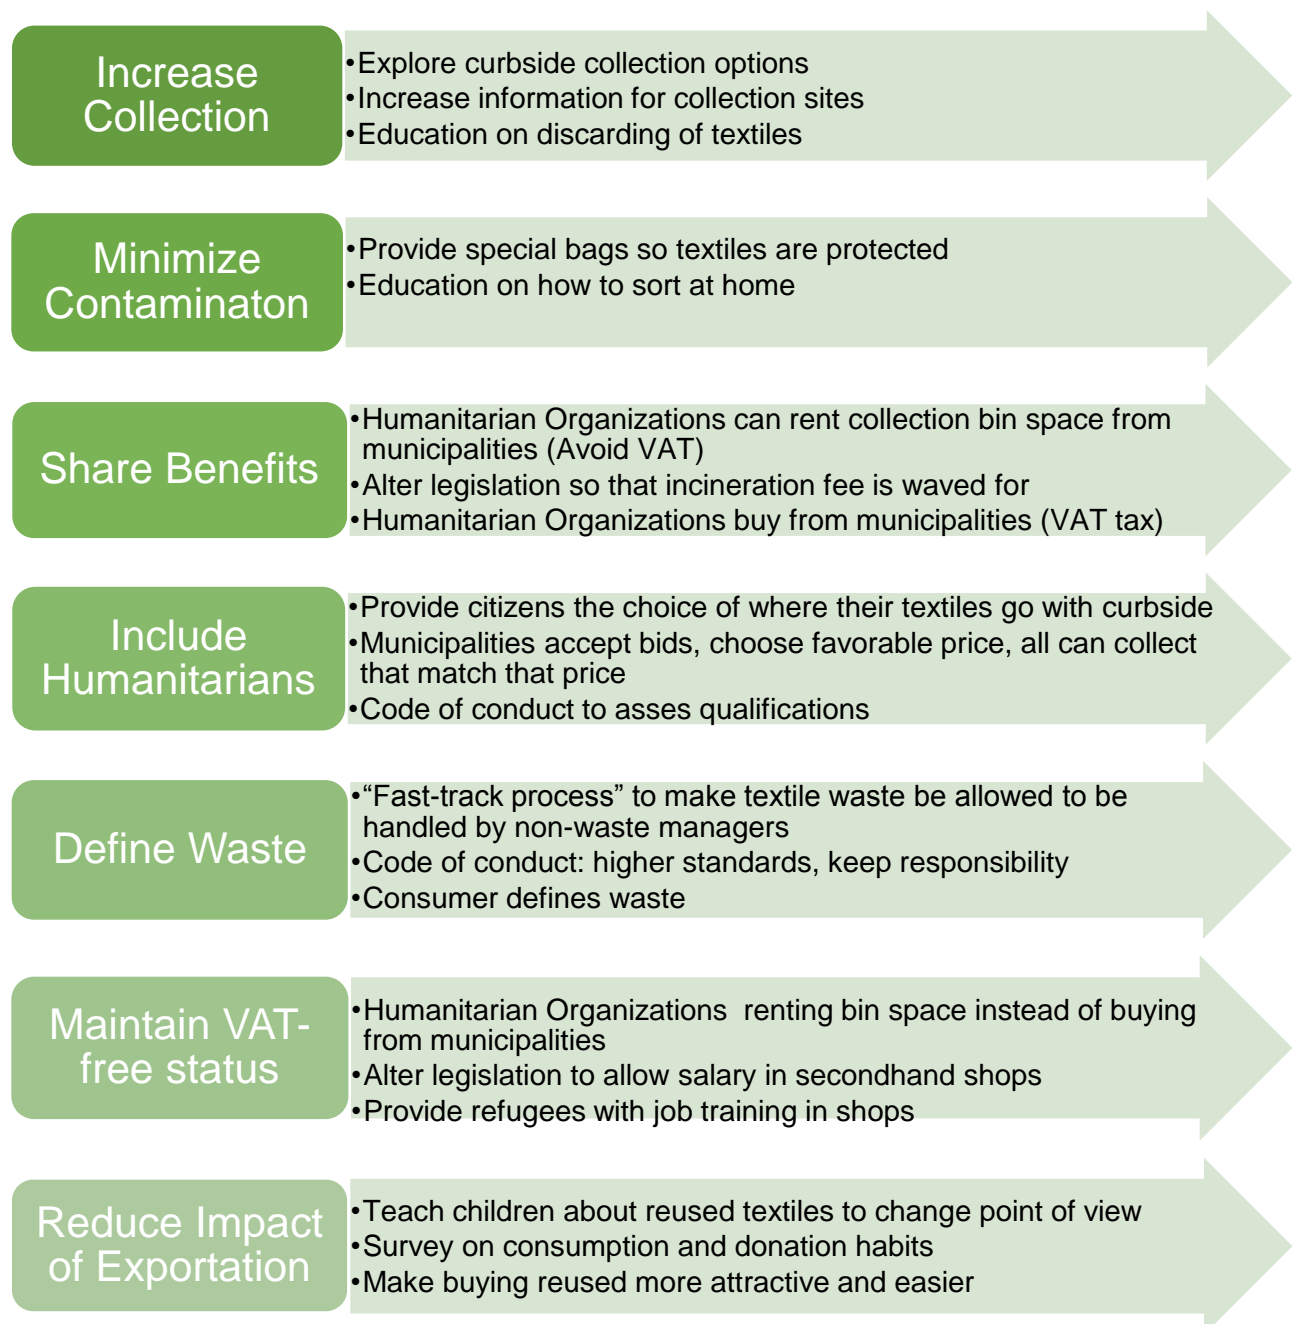 Increase
Collection
•Explore curbside collection options
•Increase information for collection sites
•Education on discarding of textiles
Minimize
Contaminaton
•Provide special bags so textiles are protected
•Education on how to sort at home
Share Benefits
•Humanitarian Organizations can rent collection bin space from
municipalities (Avoid VAT)
•Alter legislation so that incineration fee is waved for
•Humanitarian Organizations buy from municipalities (VAT tax)
Include
Humanitarians
•Provide citizens the choice of where their textiles go with curbside
•Municipalities accept bids, choose favorable price, all can collect
that match that price
•Code of conduct to asses qualifications
Define Waste
•“Fast-track process” to make textile waste be allowed to be
handled by non-waste managers
•Code of conduct: higher standards, keep responsibility
•Consumer defines waste
Maintain VAT-
free status
•Humanitarian Organizations renting bin space instead of buying
from municipalities
•Alter legislation to allow salary in secondhand shops
•Provide refugees with job training in shops
Reduce Impact
of Exportation
•Teach children about reused textiles to change point of view
•Survey on consumption and donation habits
•Make buying reused more attractive and easier